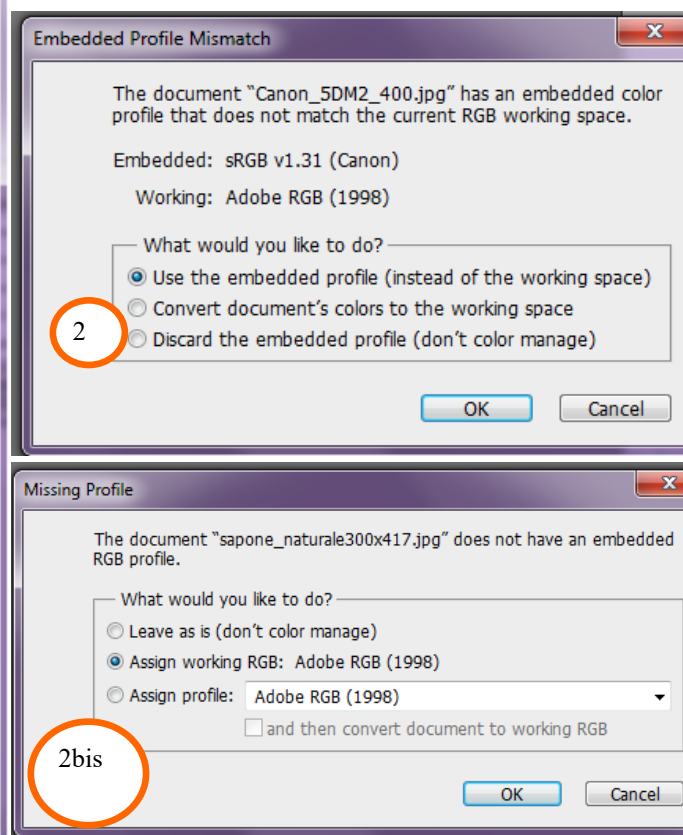 Embedded Profile Mismatch
The document “Canon_5DM2_400.jpg” has an embedded color
profile that does not match the current RGB working space.
Embedded: sRGB v1.31 (Canon)
Working: Adobe RGB (1998)
What would you like to do?
Use the embedded profile (instead of the working space)
Convert document’s colors to the working space
2
Discard the embedded profile (don’t color manage)
OK Cancel
Missing Profile
The document “sapone_naturale300x417.jpg” does not have an embedded
RGB profile.
What would you like to do?
Leave as is (don’t color manage)
Assign working RGB: Adobe RGB (1998)
Assign profile: Adobe RGB (1998)
and then convert document to working RGB
2bis
OK Cancel